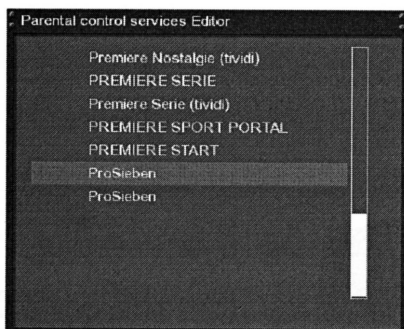 Parental control services Editor
Premiere Nostalgie (tividi)
PREMIERE SERIE
Premiere Serie (tividi)
PREMIERE SPORT PORTAL
PREMIERE START
ProSieben
ProSieben